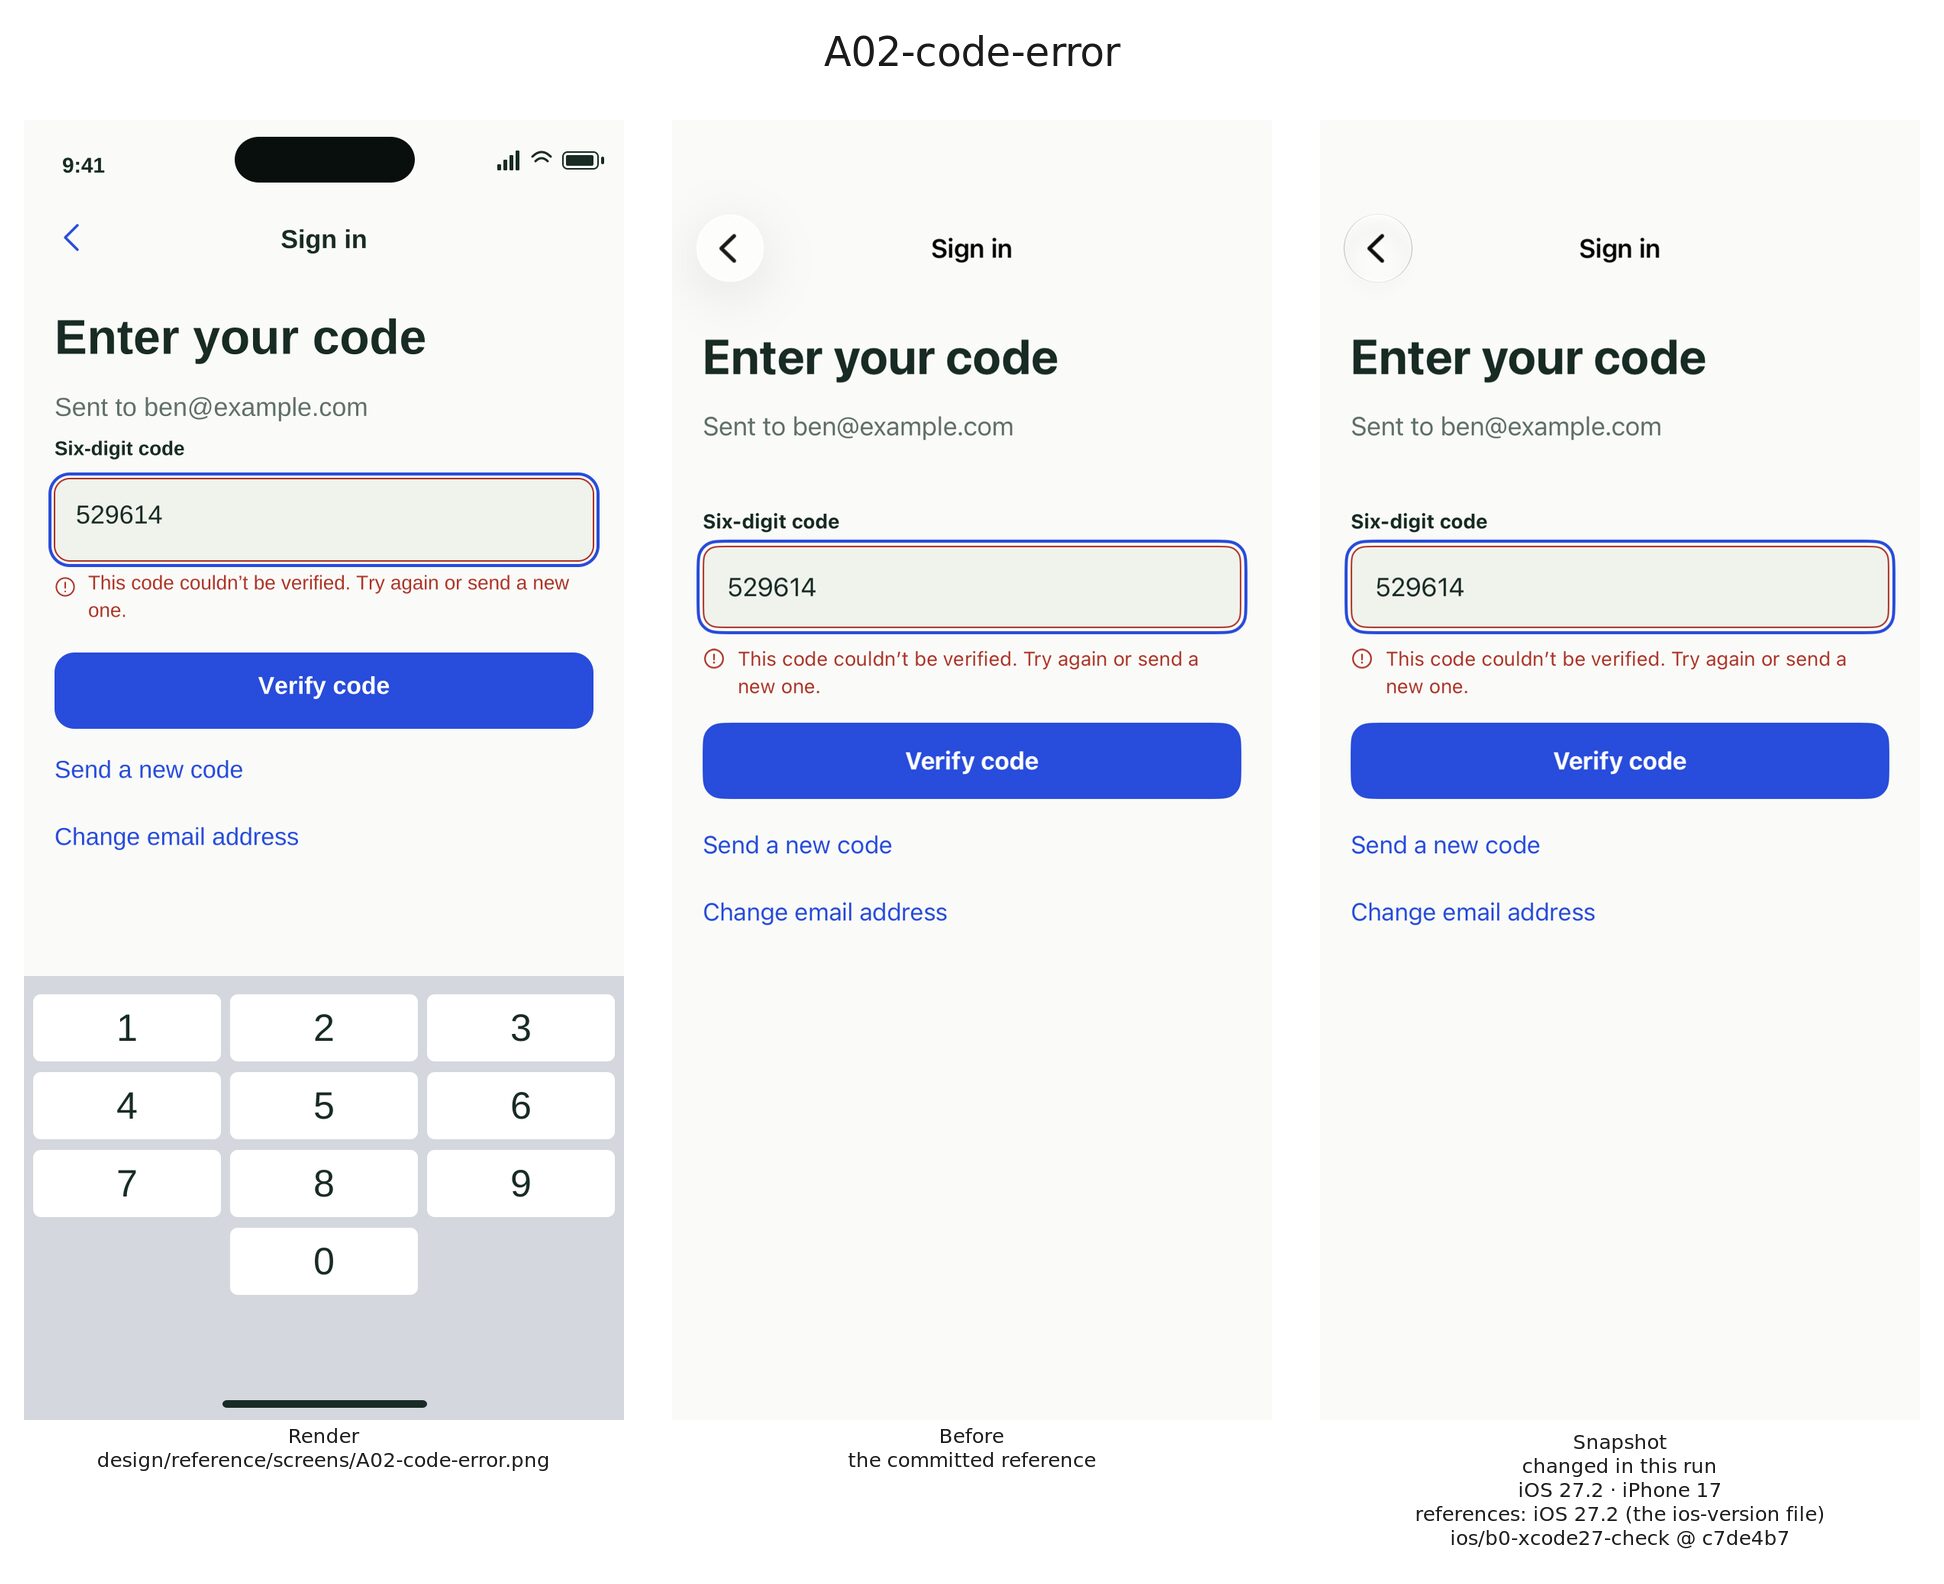 A02-code-error
9:41
Sign in
Enter your code
Sent to ben@example.com
Six-digit code
529614
This code couldn’t be verified. Try again or send a new
one.
Verify code
Send a new code
Change email address
1
2
3
4
5
6
7
8
9
0
Render
design/reference/screens/A02-code-error.png
Sign in
Enter your code
Sent to ben@example.com
Six-digit code
529614
This code couldn’t be verified. Try again or send a
new one.
Verify code
Send a new code
Change email address
Before
the committed reference
Sign in
Enter your code
Sent to ben@example.com
Six-digit code
529614
This code couldn’t be verified. Try again or send a
new one.
Verify code
Send a new code
Change email address
Snapshot
changed in this run
iOS 27.2 · iPhone 17
references: iOS 27.2 (the ios-version file)
ios/b0-xcode27-check @ c7de4b7